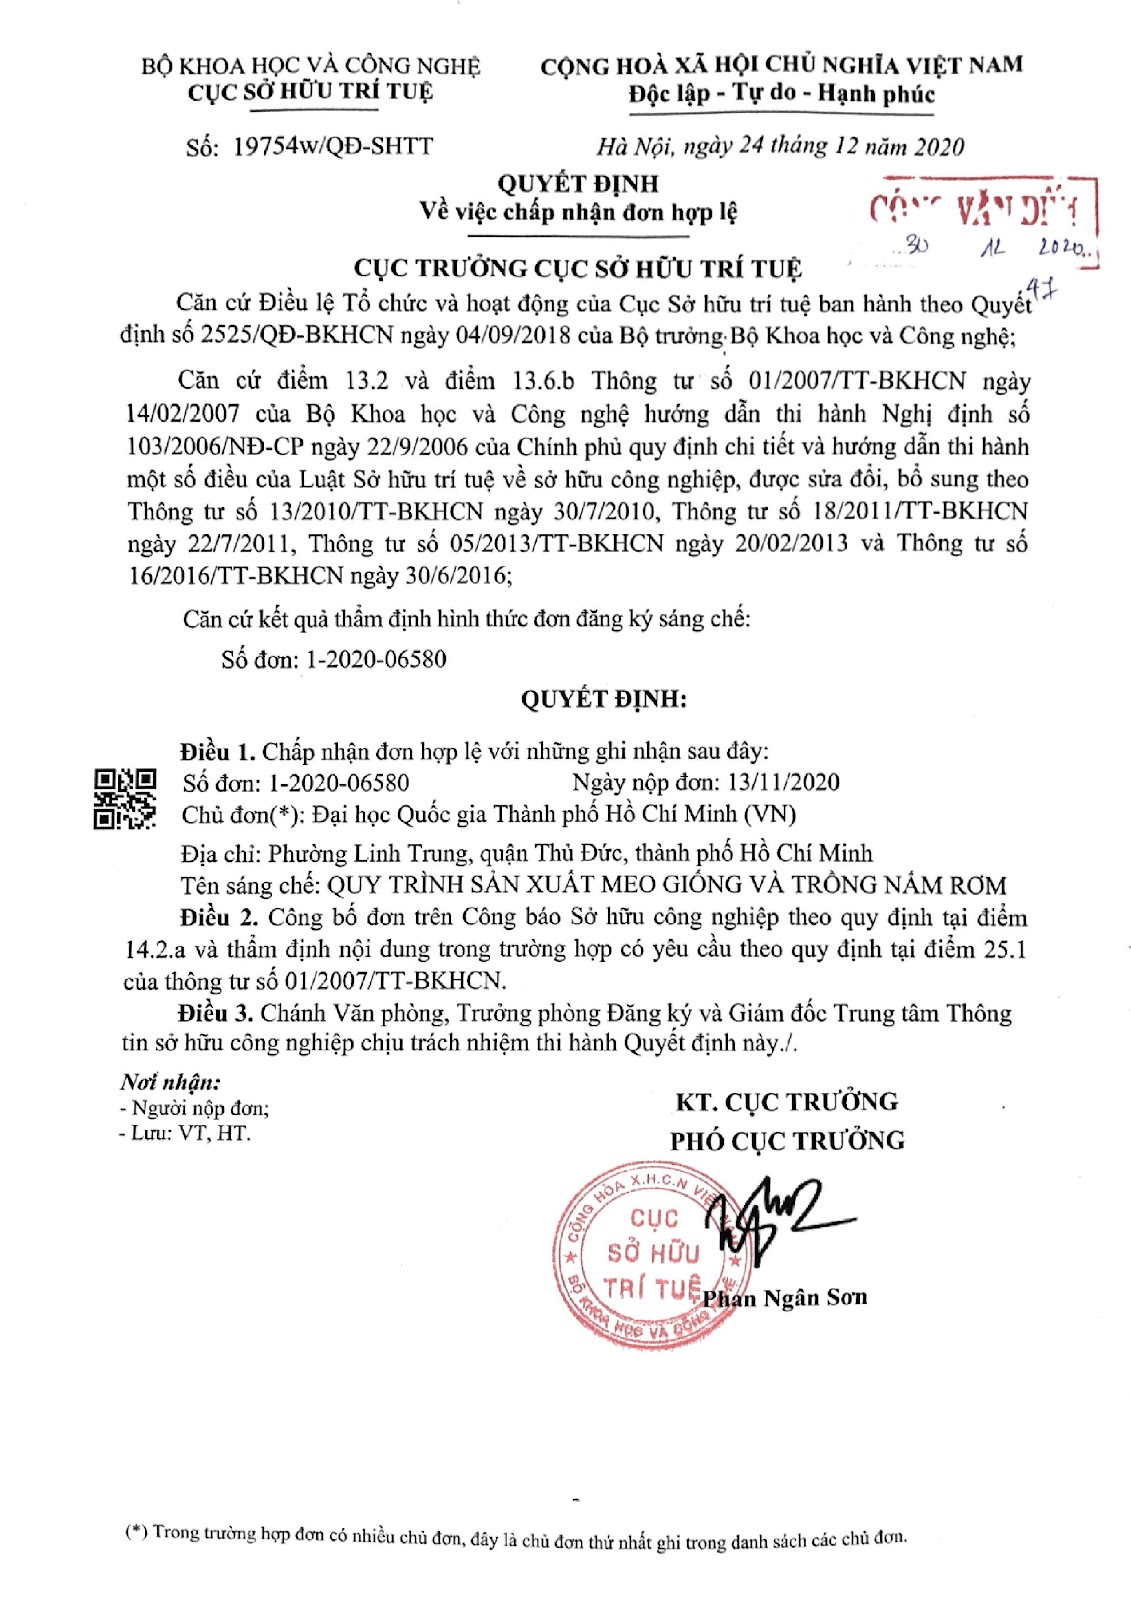 BỘ KHOA HỌC VÀ CÔNG NGHỆ
CỤC SỞ HỮU TRÍ TUỆ
CỘNG HOÀ XÃ HỘI CHỦ NGHĨA VIỆT NAM
Độc lập - Tự do - Hạnh phúc
Số: 19754w/QĐ-SHTT
Hà Nội, ngày 24 tháng 12 năm 2020
QUYẾT ĐỊNH
Về việc chấp nhận đơn hợp lệ
CÔNG VĂN ĐẾN
30 12 2020
47
CỤC TRƯỞNG CỤC SỞ HỮU TRÍ TUỆ
Căn cứ Điều lệ Tổ chức và hoạt động của Cục Sở hữu trí tuệ ban hành theo Quyết
định số 2525/QĐ-BKHCN ngày 04/09/2018 của Bộ trưởng Bộ Khoa học và Công nghệ;
Căn cứ điểm 13.2 và điểm 13.6.b Thông tư số 01/2007/TT-BKHCN ngày
14/02/2007 của Bộ Khoa học và Công nghệ hướng dẫn thi hành Nghị định số
103/2006/NĐ-CP ngày 22/9/2006 của Chính phủ quy định chi tiết và hướng dẫn thi hành
một số điều của Luật Sở hữu trí tuệ về sở hữu công nghiệp, được sửa đổi, bổ sung theo
Thông tư số 13/2010/TT-BKHCN ngày 30/7/2010, Thông tư số 18/2011/TT-BKHCN
ngày 22/7/2011, Thông tư số 05/2013/TT-BKHCN ngày 20/02/2013 và Thông tư số
16/2016/TT-BKHCN ngày 30/6/2016;
Căn cứ kết quả thẩm định hình thức đơn đăng ký sáng chế:
Số đơn: 1-2020-06580
QUYẾT ĐỊNH:
Điều 1. Chấp nhận đơn hợp lệ với những ghi nhận sau đây:
Số đơn: 1-2020-06580 Ngày nộp đơn: 13/11/2020
Chủ đơn(*): Đại học Quốc gia Thành phố Hồ Chí Minh (VN)
Địa chỉ: Phường Linh Trung, quận Thủ Đức, thành phố Hồ Chí Minh
Tên sáng chế: QUY TRÌNH SẢN XUẤT MEO GIỐNG VÀ TRỒNG NẤM RƠM
Điều 2. Công bố đơn trên Công báo Sở hữu công nghiệp theo quy định tại điểm
14.2.a và thẩm định nội dung trong trường hợp có yêu cầu theo quy định tại điểm 25.1
của thông tư số 01/2007/TT-BKHCN.
Điều 3. Chánh Văn phòng, Trưởng phòng Đăng ký và Giám đốc Trung tâm Thông
tin sở hữu công nghiệp chịu trách nhiệm thi hành Quyết định này./.
Nơi nhận:
- Người nộp đơn;
- Lưu: VT, HT.
KT. CỤC TRƯỞNG
PHÓ CỤC TRƯỞNG
CỘNG HÒA X.H.C.N VIỆT NAM
CỤC
SỞ HỮU
TRÍ TUỆ
BỘ KHOA HỌC VÀ CÔNG NGHỆ
Phan Ngân Sơn
(*) Trong trường hợp đơn có nhiều chủ đơn, đây là chủ đơn thứ nhất ghi trong danh sách các chủ đơn.